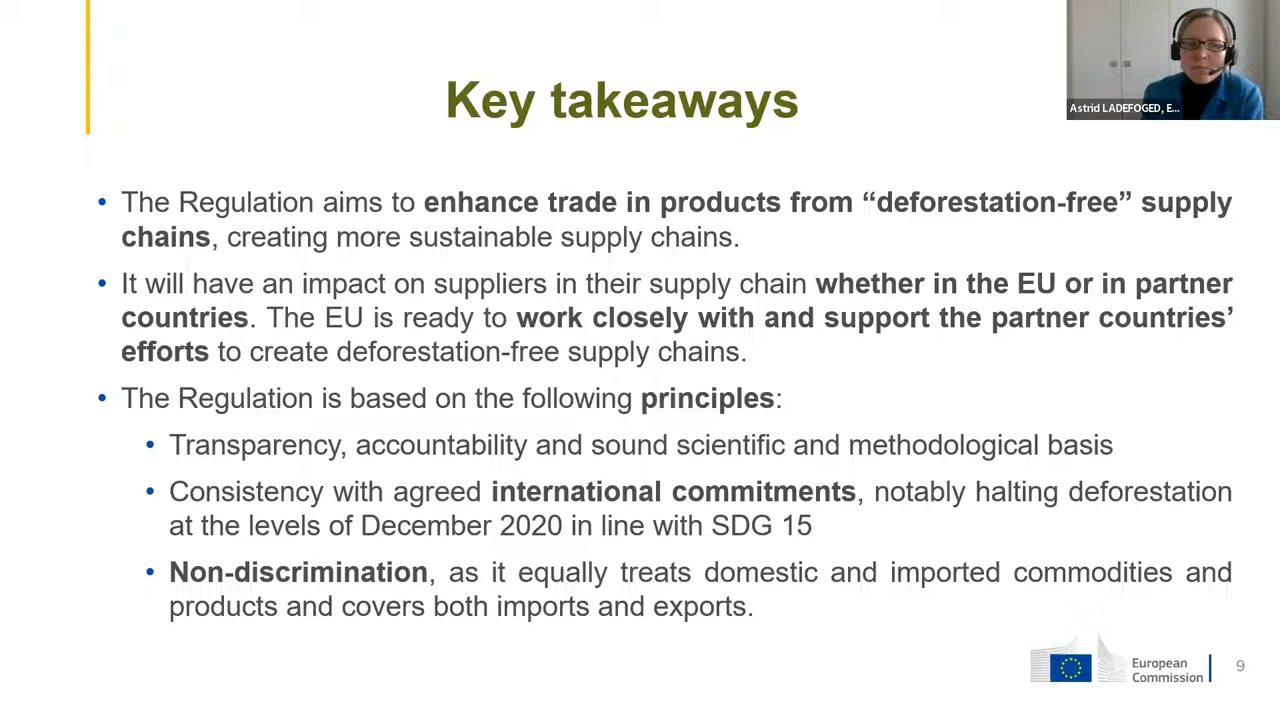 Key takeaways
Astrid LADEFOGED, E...
• The Regulation aims to enhance trade in products from “deforestation-free” supply
chains, creating more sustainable supply chains.
• It will have an impact on suppliers in their supply chain whether in the EU or in partner
countries. The EU is ready to work closely with and support the partner countries’
efforts to create deforestation-free supply chains.
• The Regulation is based on the following principles:
• Transparency, accountability and sound scientific and methodological basis
• Consistency with agreed international commitments, notably halting deforestation
at the levels of December 2020 in line with SDG 15
• Non-discrimination, as it equally treats domestic and imported commodities and
products and covers both imports and exports.
European
Commission
9